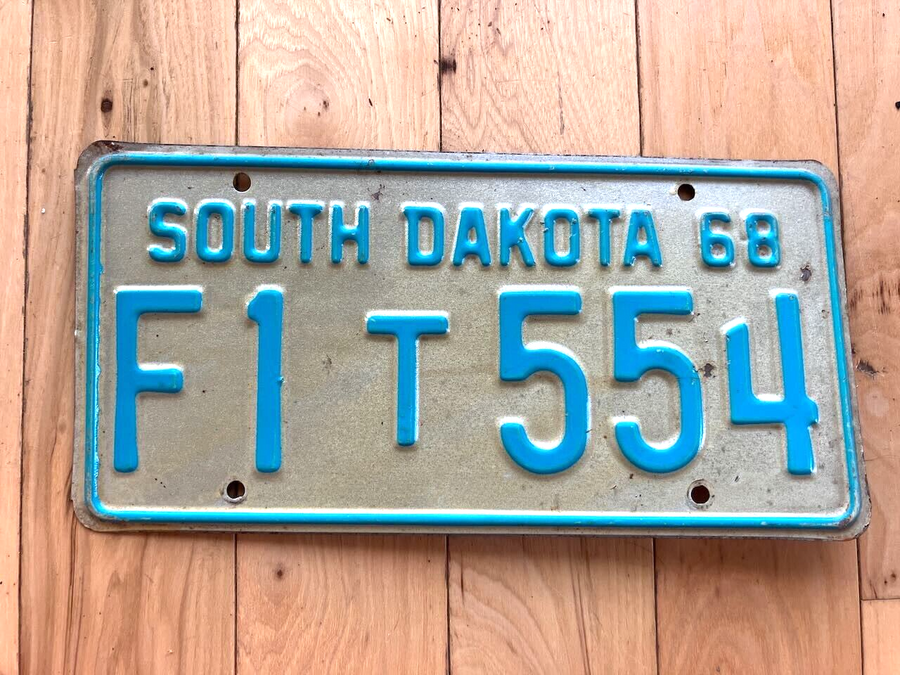 SOUTH DAKOTA 68
F1 T 554